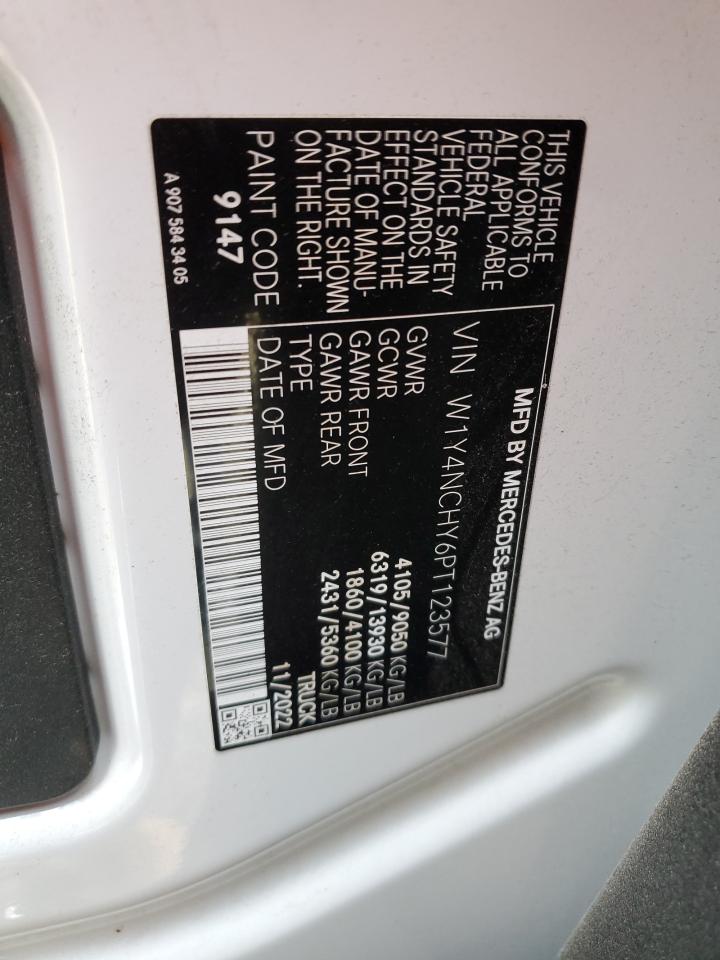 THIS VEHICLE
CONFORMS TO
ALL APPLICABLE
FEDERAL
VEHICLE SAFETY
STANDARDS IN
EFFECT ON THE
DATE OF MANU-
FACTURE SHOWN
ON THE RIGHT.
PAINT CODE
9147
A 907 584 34 05
MFD BY MERCEDES-BENZ AG
VIN W1Y4NCHY6PT123577
GVWR 4105/9050 KG/LB
GCWR 6319/13930 KG/LB
GAWR FRONT 1860/4100 KG/LB
GAWR REAR 2431/5360 KG/LB
TYPE TRUCK
DATE OF MFD 11/2022